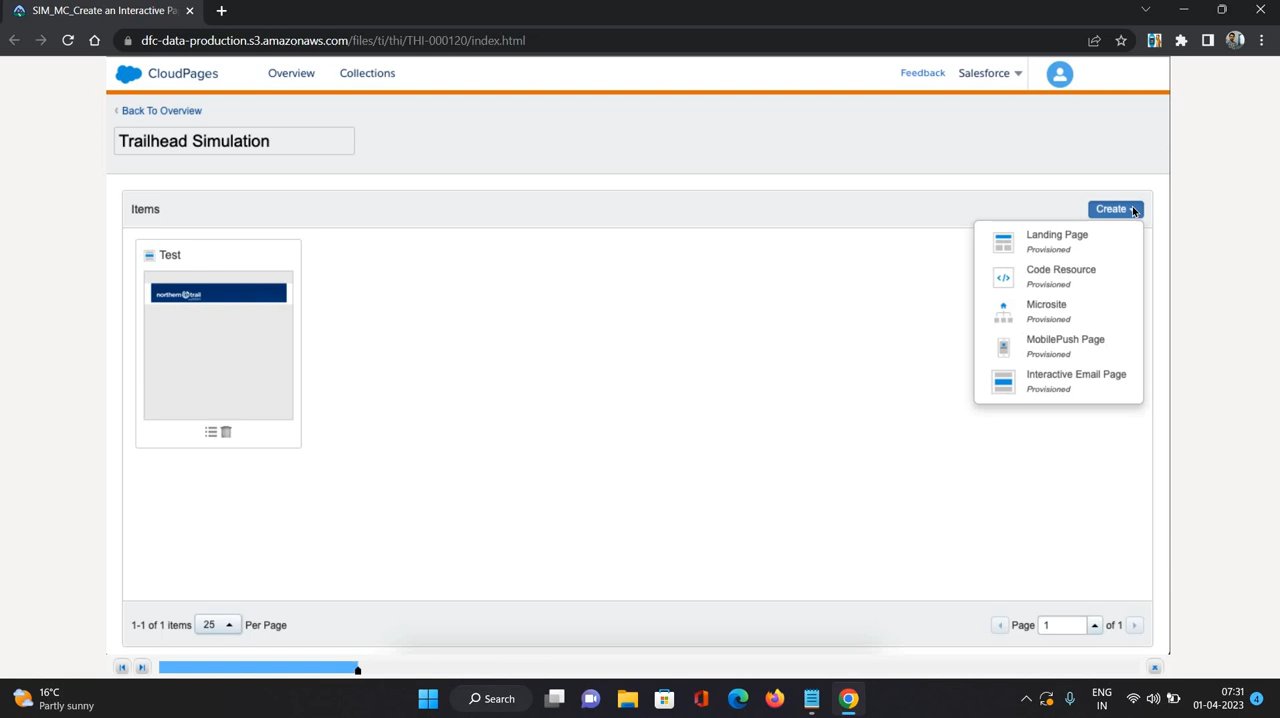 SIM_MC_Create an Interactive Pa
dfc-data-production.s3.amazonaws.com/files/ti/thi/THI-000120/index.html
CloudPages
Overview
Collections
Feedback
Salesforce
Back To Overview
Trailhead Simulation
Items
Create
Test
northern trail
Landing Page
Provisioned
Code Resource
Provisioned
Microsite
Provisioned
MobilePush Page
Provisioned
Interactive Email Page
Provisioned
1-1 of 1 items
25
Per Page
Page
1
of 1
16°C
Partly sunny
Search
ENG
IN
07:31
01-04-2023
4